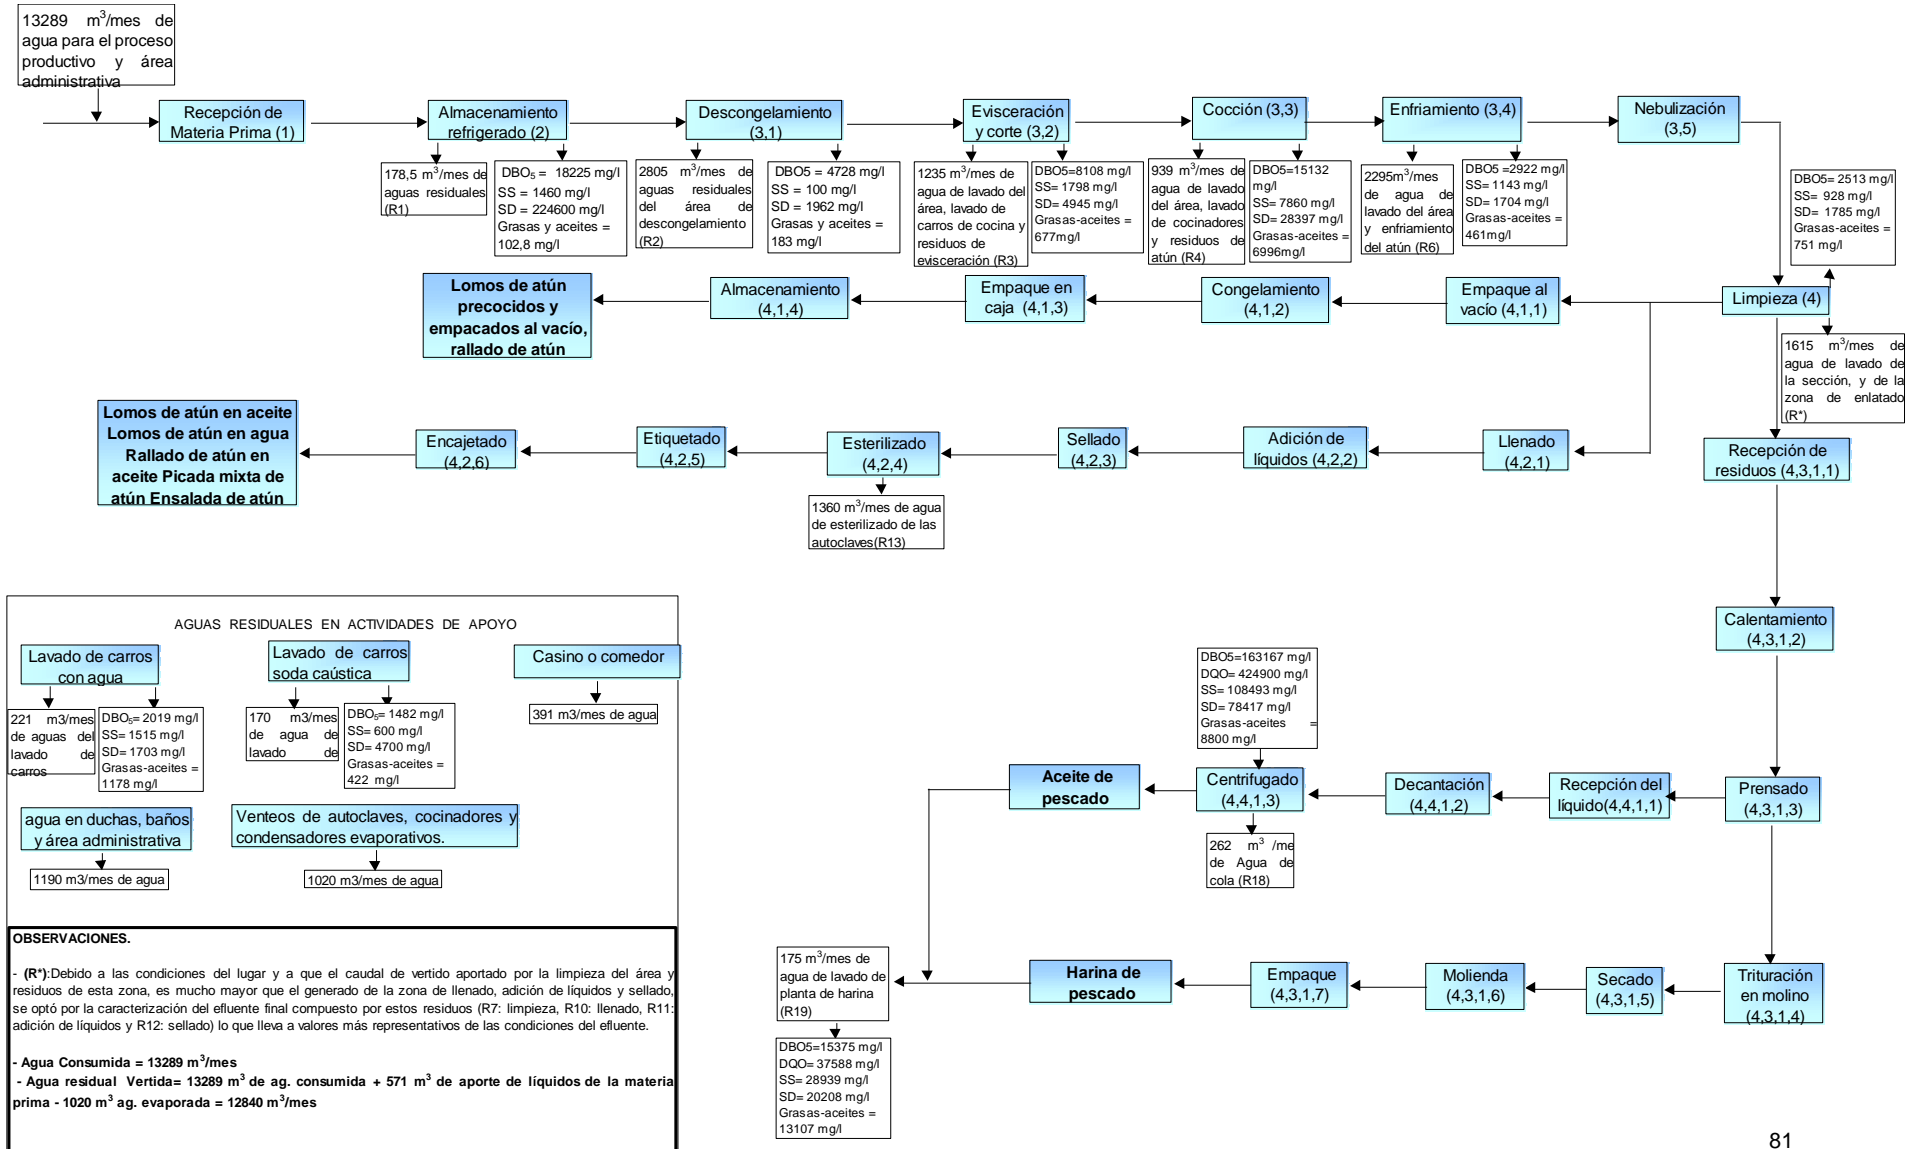 13289 m³/mes de
agua para el proceso
productivo y área
administrativa
Recepción de
Materia Prima (1)
Almacenamiento
refrigerado (2)
Descongelamiento
(3,1)
Evisceración
y corte (3,2)
Cocción (3,3)
Enfriamiento (3,4)
Nebulización
(3,5)
178,5 m³/mes de
aguas residuales
(R1)
DBO₅ = 18225 mg/l
SS = 1460 mg/l
SD = 224600 mg/l
Grasas y aceites =
102,8 mg/l
2805 m³/mes de
aguas residuales
del área de
descongelamiento
(R2)
DBO5 = 4728 mg/l
SS = 100 mg/l
SD = 1962 mg/l
Grasas y aceites =
183 mg/l
1235 m³/mes de
agua de lavado del
área, lavado de
carros de cocina y
residuos de
evisceración (R3)
DBO5=8108 mg/l
SS= 1798 mg/l
SD= 4945 mg/l
Grasas-aceites =
677mg/l
939 m³/mes de
agua de lavado
del área, lavado
de cocinadores
y residuos de
atún (R4)
DBO5=15132
mg/l
SS= 7860 mg/l
SD= 28397 mg/l
Grasas-aceites =
6996mg/l
2295m³/mes
de agua de
lavado del área
y enfriamiento
del atún (R6)
DBO5 =2922 mg/l
SS= 1143 mg/l
SD= 1704 mg/l
Grasas-aceites =
461mg/l
DBO5= 2513 mg/l
SS= 928 mg/l
SD= 1785 mg/l
Grasas-aceites =
751 mg/l
Lomos de atún
precocidos y
empacados al vacío,
rallado de atún
Almacenamiento
(4,1,4)
Empaque en
caja (4,1,3)
Congelamiento
(4,1,2)
Empaque al
vacío (4,1,1)
Limpieza (4)
1615 m³/mes de
agua de lavado de
la sección, y de la
zona de enlatado
(R*)
Lomos de atún en aceite
Lomos de atún en agua
Rallado de atún en
aceite Picada mixta de
atún Ensalada de atún
Encajetado
(4,2,6)
Etiquetado
(4,2,5)
Esterilizado
(4,2,4)
Sellado
(4,2,3)
Adición de
líquidos (4,2,2)
Llenado
(4,2,1)
Recepción de
residuos (4,3,1,1)
1360 m³/mes de agua
de esterilizado de las
autoclaves(R13)
AGUAS RESIDUALES EN ACTIVIDADES DE APOYO
Lavado de carros
con agua
Lavado de carros
soda caústica
Casino o comedor
221 m3/mes
de aguas del
lavado de
carros
DBO₅= 2019 mg/l
SS= 1515 mg/l
SD= 1703 mg/l
Grasas-aceites =
1178 mg/l
170 m3/mes
de agua de
lavado de
DBO₅= 1482 mg/l
SS= 600 mg/l
SD= 4700 mg/l
Grasas-aceites =
422 mg/l
391 m3/mes de agua
agua en duchas, baños
y área administrativa
Venteos de autoclaves, cocinadores y
condensadores evaporativos.
1190 m3/mes de agua
1020 m3/mes de agua
Calentamiento
(4,3,1,2)
DBO5=163167 mg/l
DQO= 424900 mg/l
SS= 108493 mg/l
SD= 78417 mg/l
Grasas-aceites =
8800 mg/l
Aceite de
pescado
Centrifugado
(4,4,1,3)
Decantación
(4,4,1,2)
Recepción del
líquido(4,4,1,1)
Prensado
(4,3,1,3)
262 m³ /me
de Agua de
cola (R18)
OBSERVACIONES.
- (R*):Debido a las condiciones del lugar y a que el caudal de vertido aportado por la limpieza del área y
residuos de esta zona, es mucho mayor que el generado de la zona de llenado, adición de líquidos y sellado,
se optó por la caracterización del efluente final compuesto por estos residuos (R7: limpieza, R10: llenado, R11:
adición de líquidos y R12: sellado) lo que lleva a valores más representativos de las condiciones del efluente.
- Agua Consumida = 13289 m³/mes
- Agua residual Vertida= 13289 m³ de ag. consumida + 571 m³ de aporte de líquidos de la materia
prima - 1020 m³ ag. evaporada = 12840 m³/mes
175 m³/mes de
agua de lavado de
planta de harina
(R19)
Harina de
pescado
Empaque
(4,3,1,7)
Molienda
(4,3,1,6)
Secado
(4,3,1,5)
Trituración
en molino
(4,3,1,4)
DBO5=15375 mg/l
DQO= 37588 mg/l
SS= 28939 mg/l
SD= 20208 mg/l
Grasas-aceites =
13107 mg/l
81